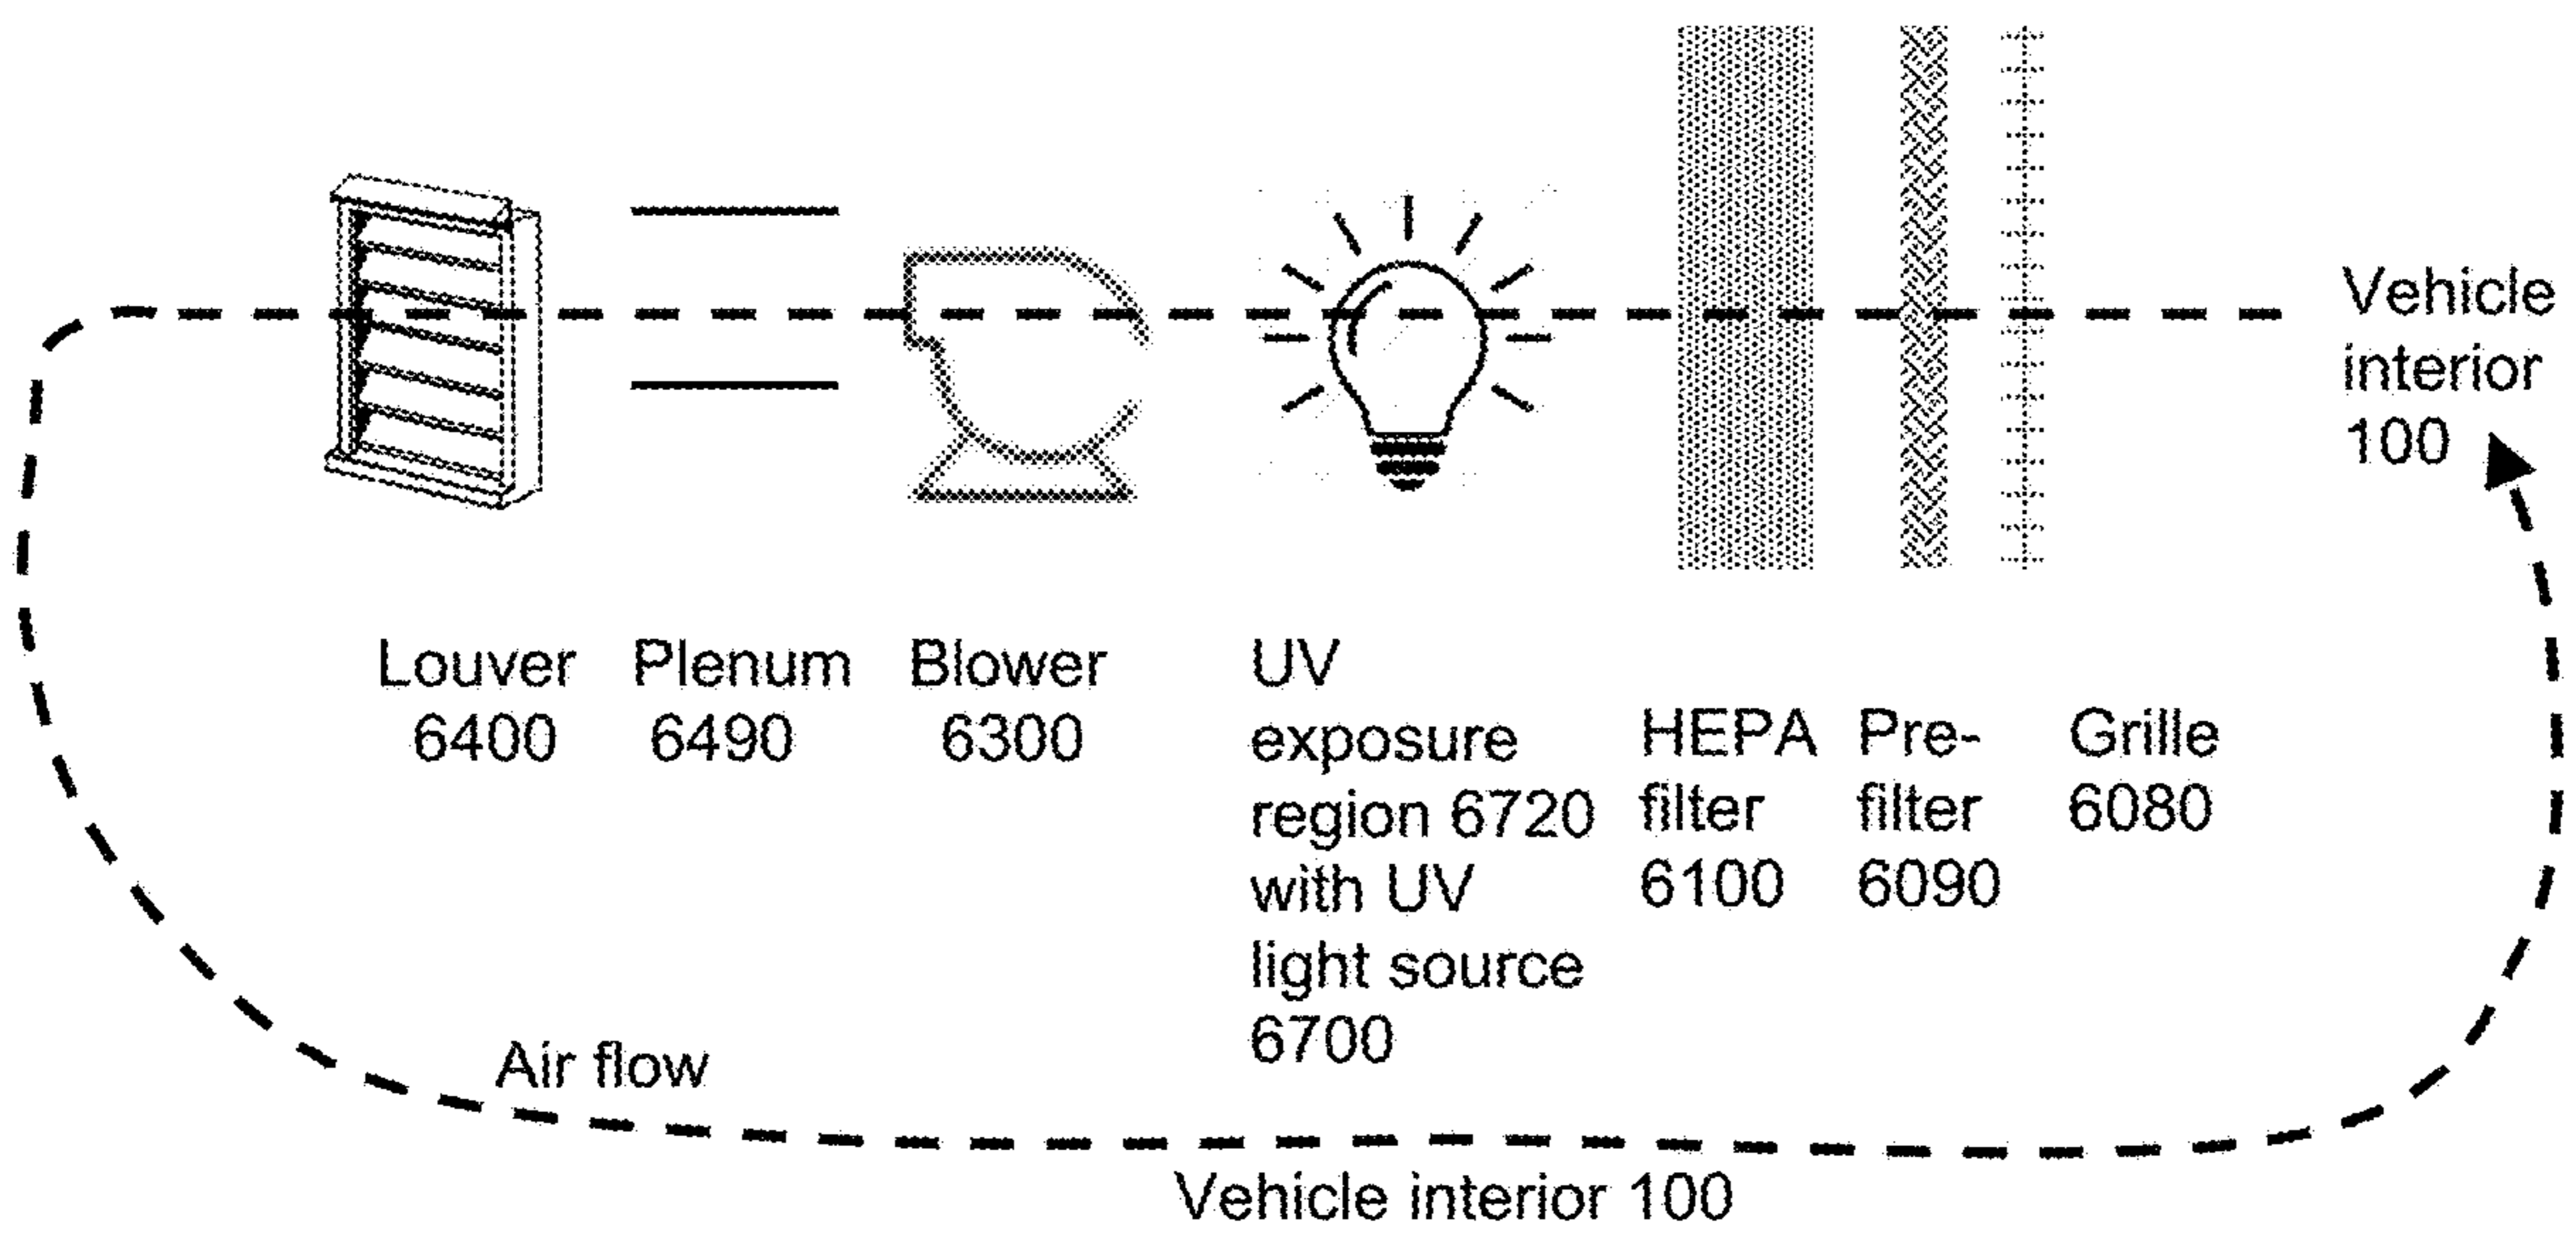 Vehicle
interior
100
Louver
6400
Plenum
6490
Blower
6300
UV
exposure
region 6720
with UV
light source
6700
HEPA
filter
6100
Pre-
filter
6090
Grille
6080
Air flow
Vehicle interior 100